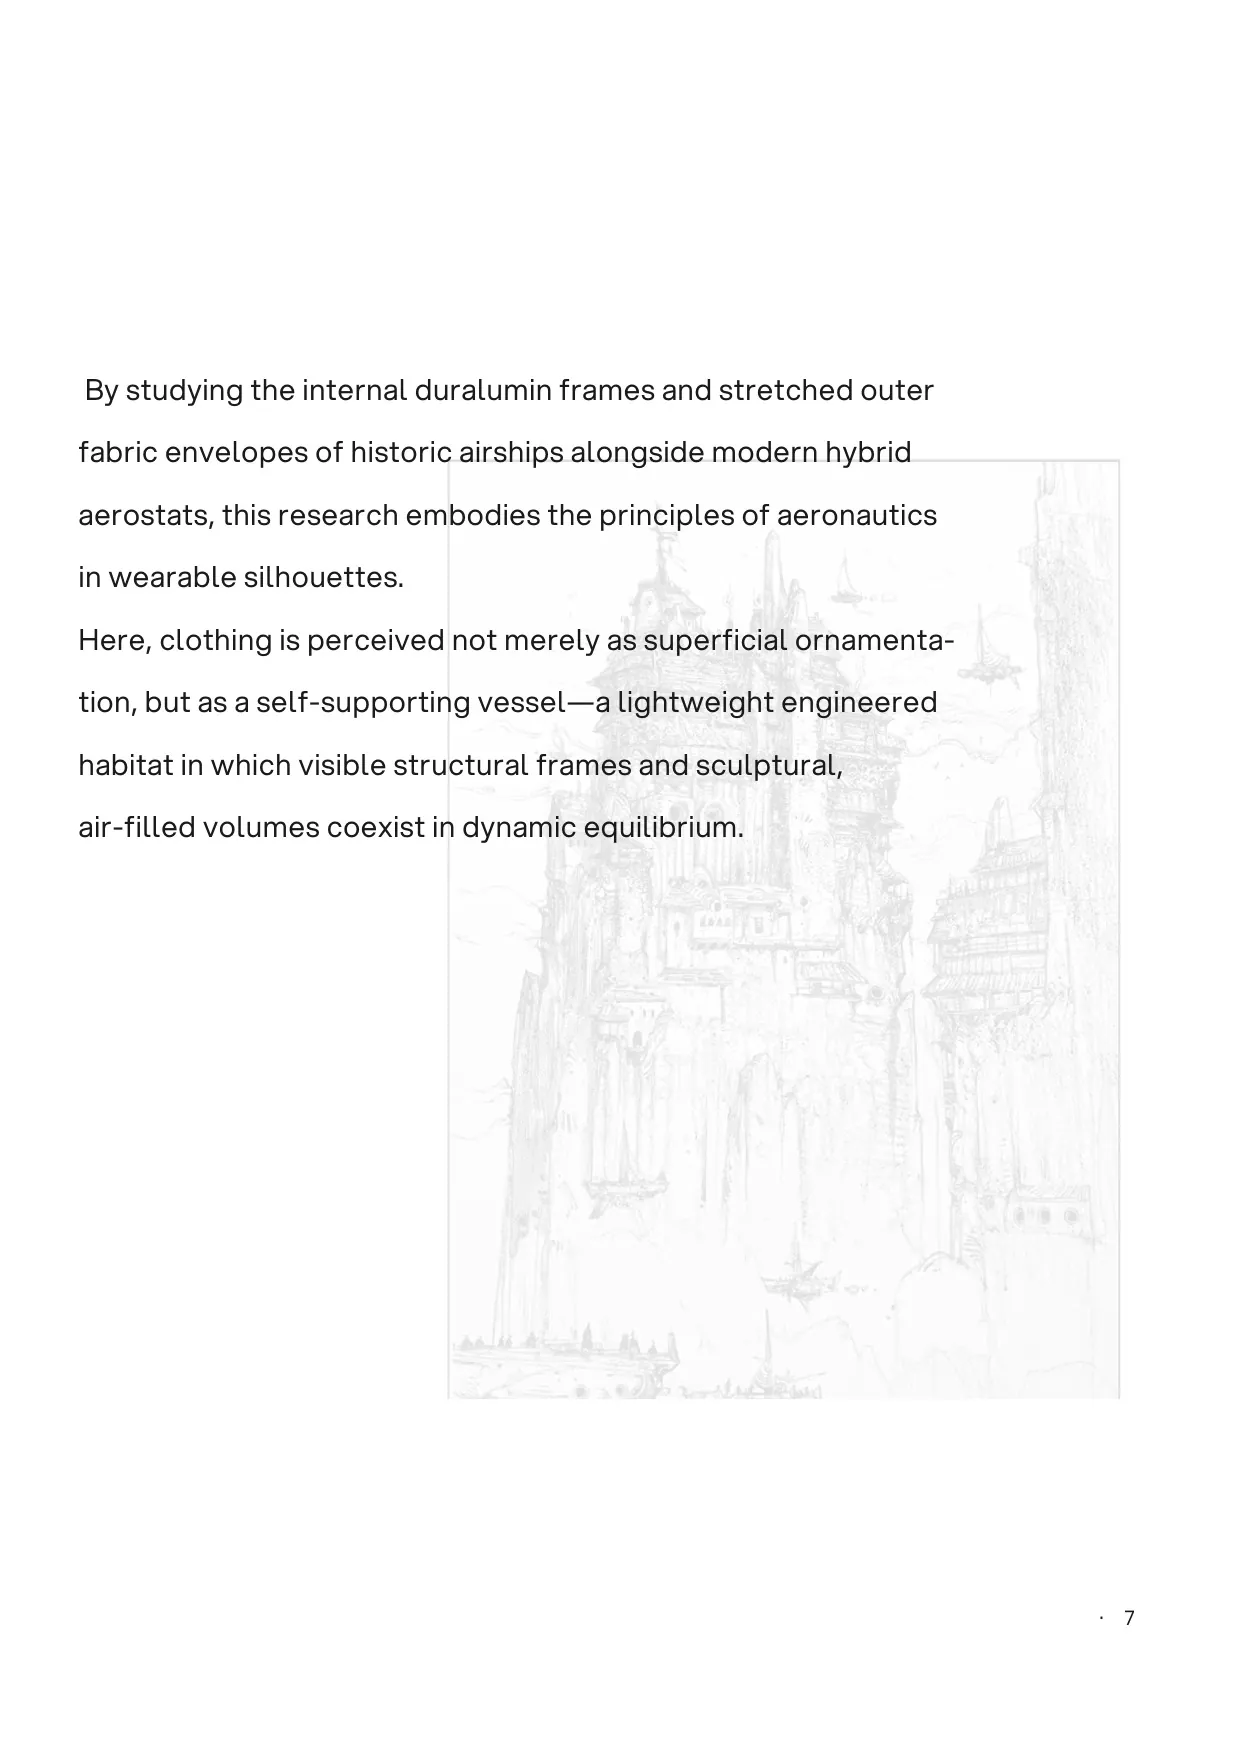 By studying the internal duralumin frames and stretched outer
fabric envelopes of historic airships alongside modern hybrid
aerostats, this research embodies the principles of aeronautics
in wearable silhouettes.
Here, clothing is perceived not merely as superficial ornamenta-
tion, but as a self-supporting vessel—a lightweight engineered
habitat in which visible structural frames and sculptural,
air-filled volumes coexist in dynamic equilibrium.
· 7